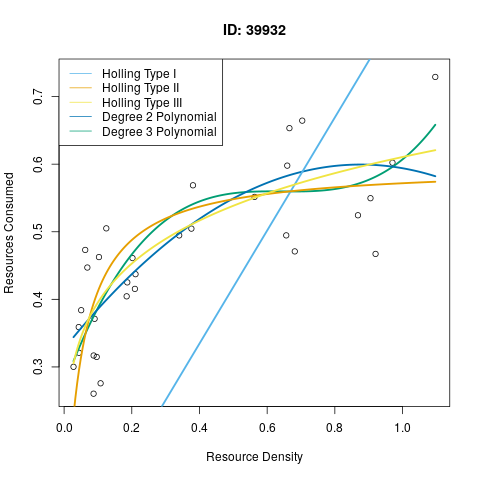 ID: 39932
Holling Type I
Holling Type II
Holling Type III
Degree 2 Polynomial
Degree 3 Polynomial
Resources Consumed
0.7
0.6
0.5
0.4
0.3
0.0 0.2 0.4 0.6 0.8 1.0
Resource Density